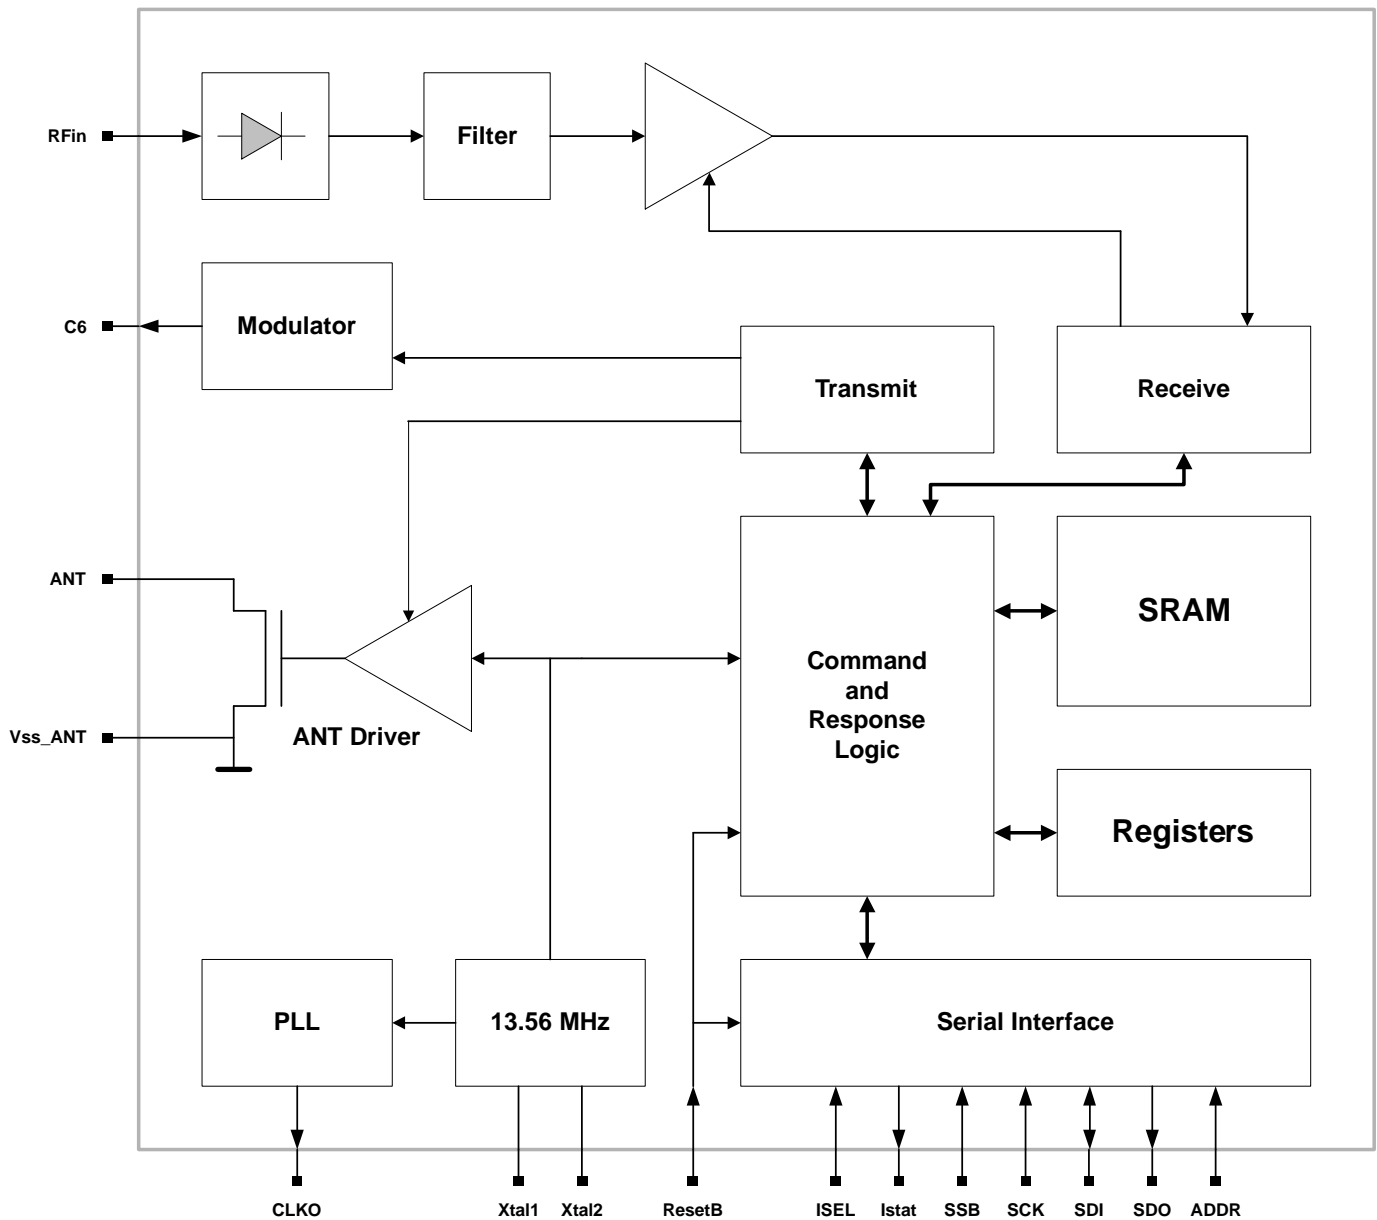 RFin
Filter
C6
Modulator
Transmit
Receive
ANT
SRAM
Command
and
Response
Logic
Vss_ANT
ANT Driver
Registers
PLL
13.56 MHz
Serial Interface
CLKO
Xtal1
Xtal2
ResetB
ISEL
Istat
SSB
SCK
SDI
SDO
ADDR